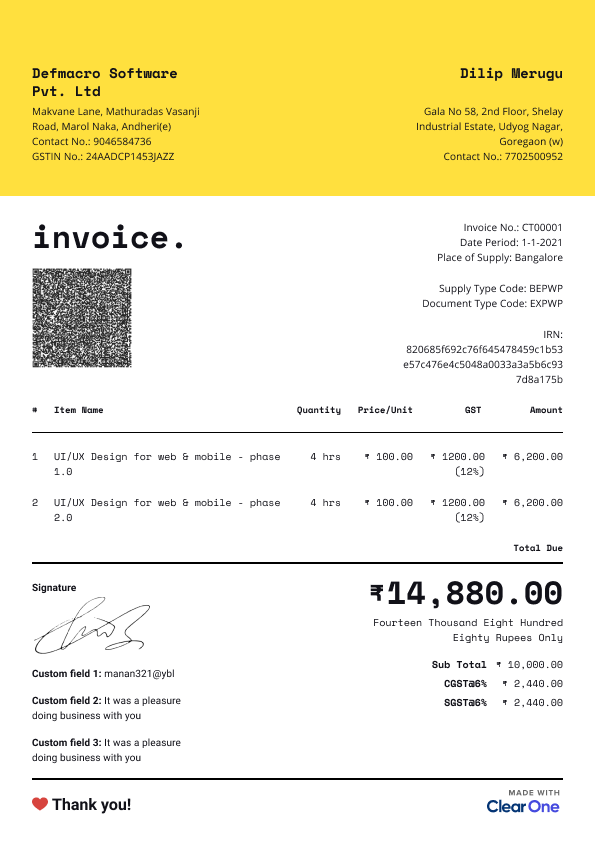 Defmacro Software
Pvt. Ltd
Makvane Lane, Mathuradas Vasanji
Road, Marol Naka, Andheri(e)
Contact No.: 9046584736
GSTIN No.: 24AADCP1453JAZZ
Dilip Merugu
Gala No 58, 2nd Floor, Shelay
Industrial Estate, Udyog Nagar,
Goregaon (w)
Contact No.: 7702500952
invoice.
Invoice No.: CT00001
Date Period: 1-1-2021
Place of Supply: Bangalore
Supply Type Code: BEPWP
Document Type Code: EXPWP
IRN:
820685f692c76f645478459c1b53
e57c476e4c5048a0033a3a5b6c93
7d8a175b
# Item Name Quantity Price/Unit GST Amount
1 UI/UX Design for web & mobile - phase 4 hrs ₹ 100.00 ₹ 1200.00 ₹ 6,200.00
1.0 (12%)
2 UI/UX Design for web & mobile - phase 4 hrs ₹ 100.00 ₹ 1200.00 ₹ 6,200.00
2.0 (12%)
Total Due
Signature
₹14,880.00
Fourteen Thousand Eight Hundred
Eighty Rupees Only
Sub Total ₹ 10,000.00
CGST@6% ₹ 2,440.00
SGST@6% ₹ 2,440.00
Custom field 1: manan321@ybl
Custom field 2: It was a pleasure
doing business with you
Custom field 3: It was a pleasure
doing business with you
Thank you!
MADE WITH
ClearOne